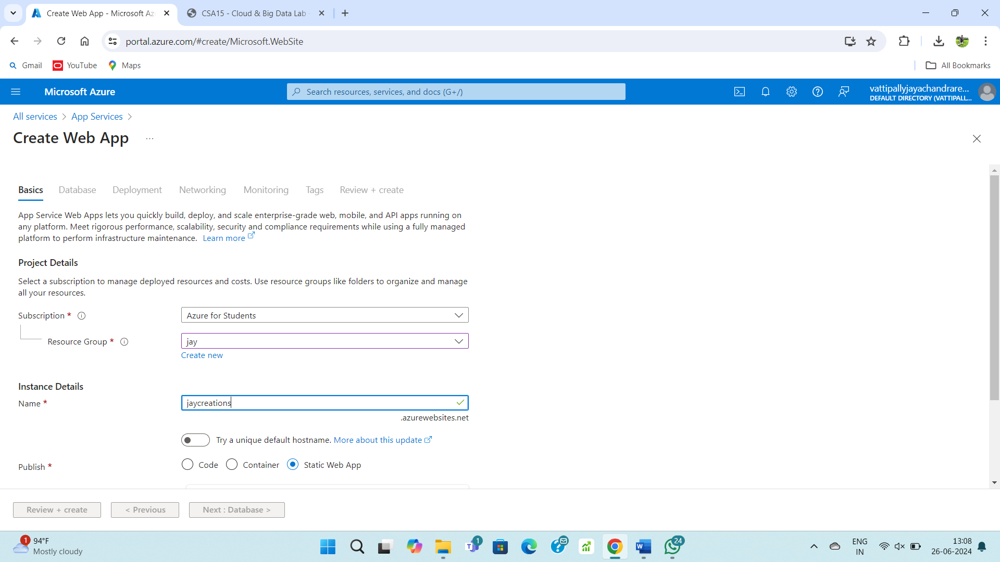 Create Web App - Microsoft Az
CSA15 - Cloud & Big Data Lab -
portal.azure.com/#create/Microsoft.WebSite
Gmail
YouTube
Maps
All Bookmarks
Microsoft Azure
Search resources, services, and docs (G+/)
vattipallyjayachandrare...
DEFAULT DIRECTORY (VATTIPALL...
All services > App Services >
Create Web App ...
Basics Database Deployment Networking Monitoring Tags Review + create
App Service Web Apps lets you quickly build, deploy, and scale enterprise-grade web, mobile, and API apps running on
any platform. Meet rigorous performance, scalability, security and compliance requirements while using a fully managed
platform to perform infrastructure maintenance. Learn more
Project Details
Select a subscription to manage deployed resources and costs. Use resource groups like folders to organize and manage
all your resources.
Subscription *
Azure for Students
Resource Group *
jay
Create new
Instance Details
Name *
jaycreations
.azurewebsites.net
Try a unique default hostname. More about this update
Publish *
Code Container Static Web App
Review + create
< Previous
Next : Database >
1
94°F
Mostly cloudy
1
24
ENG
IN
13:08
26-06-2024